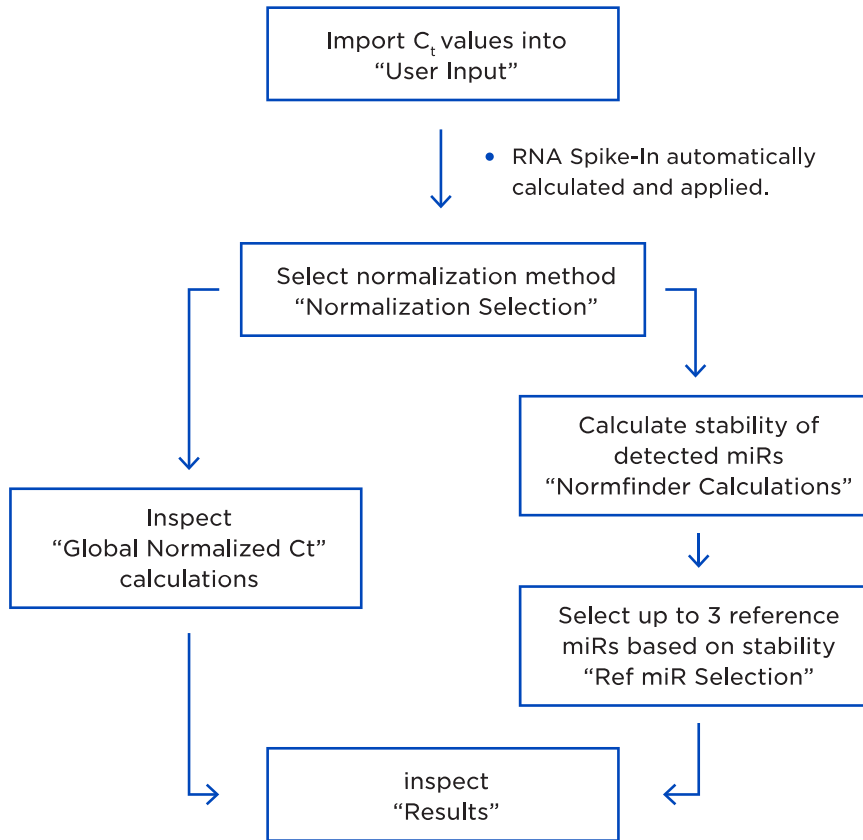 Import Ct values into
“User Input”
• RNA Spike-In automatically
calculated and applied.
Select normalization method
“Normalization Selection”
Calculate stability of
detected miRs
“Normfinder Calculations”
Inspect
“Global Normalized Ct”
calculations
Select up to 3 reference
miRs based on stability
“Ref miR Selection”
inspect
“Results”